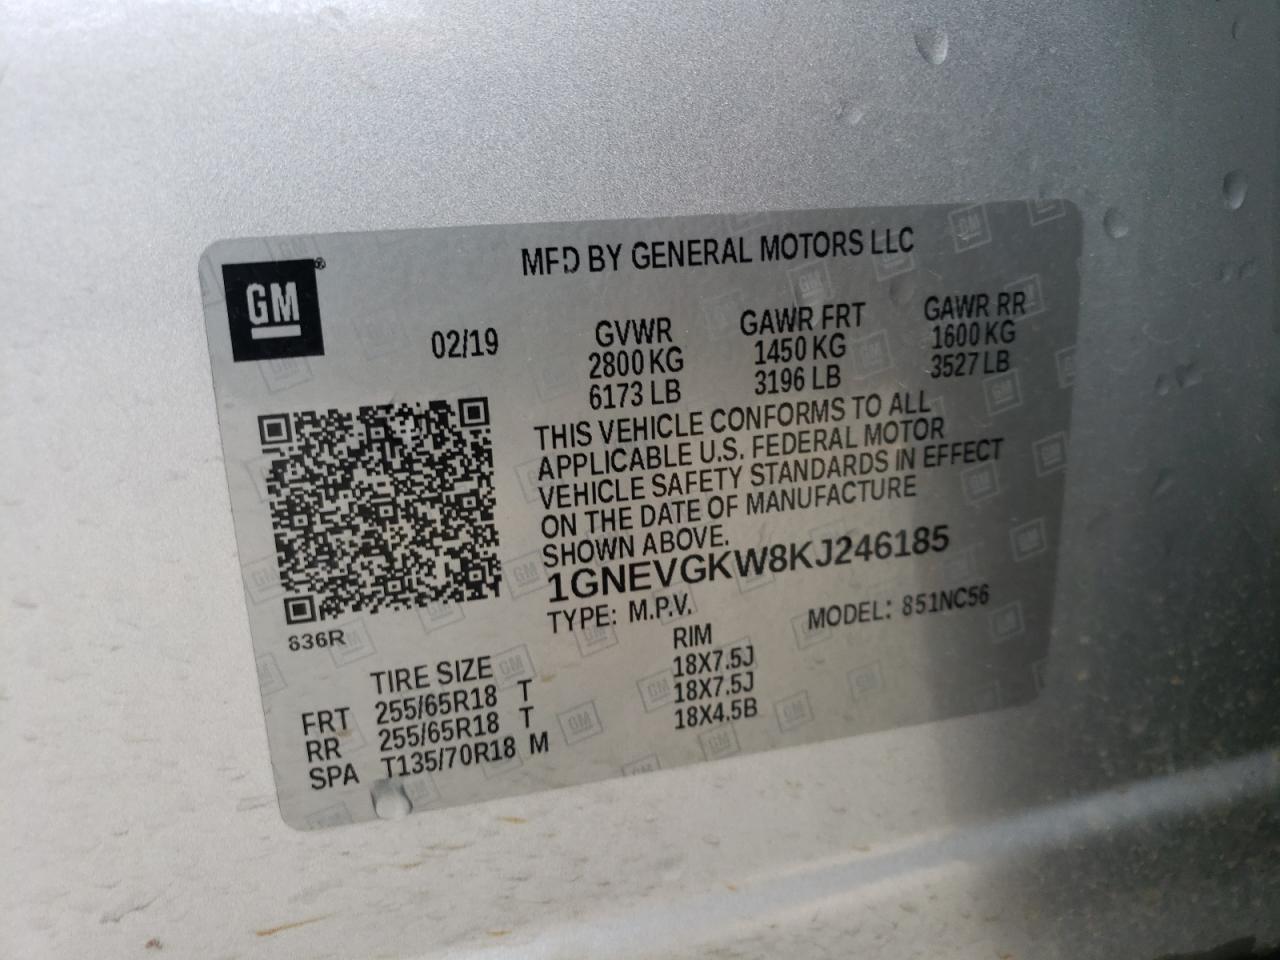 MFD BY GENERAL MOTORS LLC
GM ®
02/19
GVWR GAWR FRT GAWR RR
2800 KG 1450 KG 1600 KG
6173 LB 3196 LB 3527 LB
THIS VEHICLE CONFORMS TO ALL
APPLICABLE U.S. FEDERAL MOTOR
VEHICLE SAFETY STANDARDS IN EFFECT
ON THE DATE OF MANUFACTURE
SHOWN ABOVE.
1GNEVGKW8KJ246185
TYPE: M.P.V. MODEL: 851NC56
836R
TIRE SIZE RIM
FRT 255/65R18 T 18X7.5J
RR 255/65R18 T 18X7.5J
SPA T135/70R18 M 18X4.5B